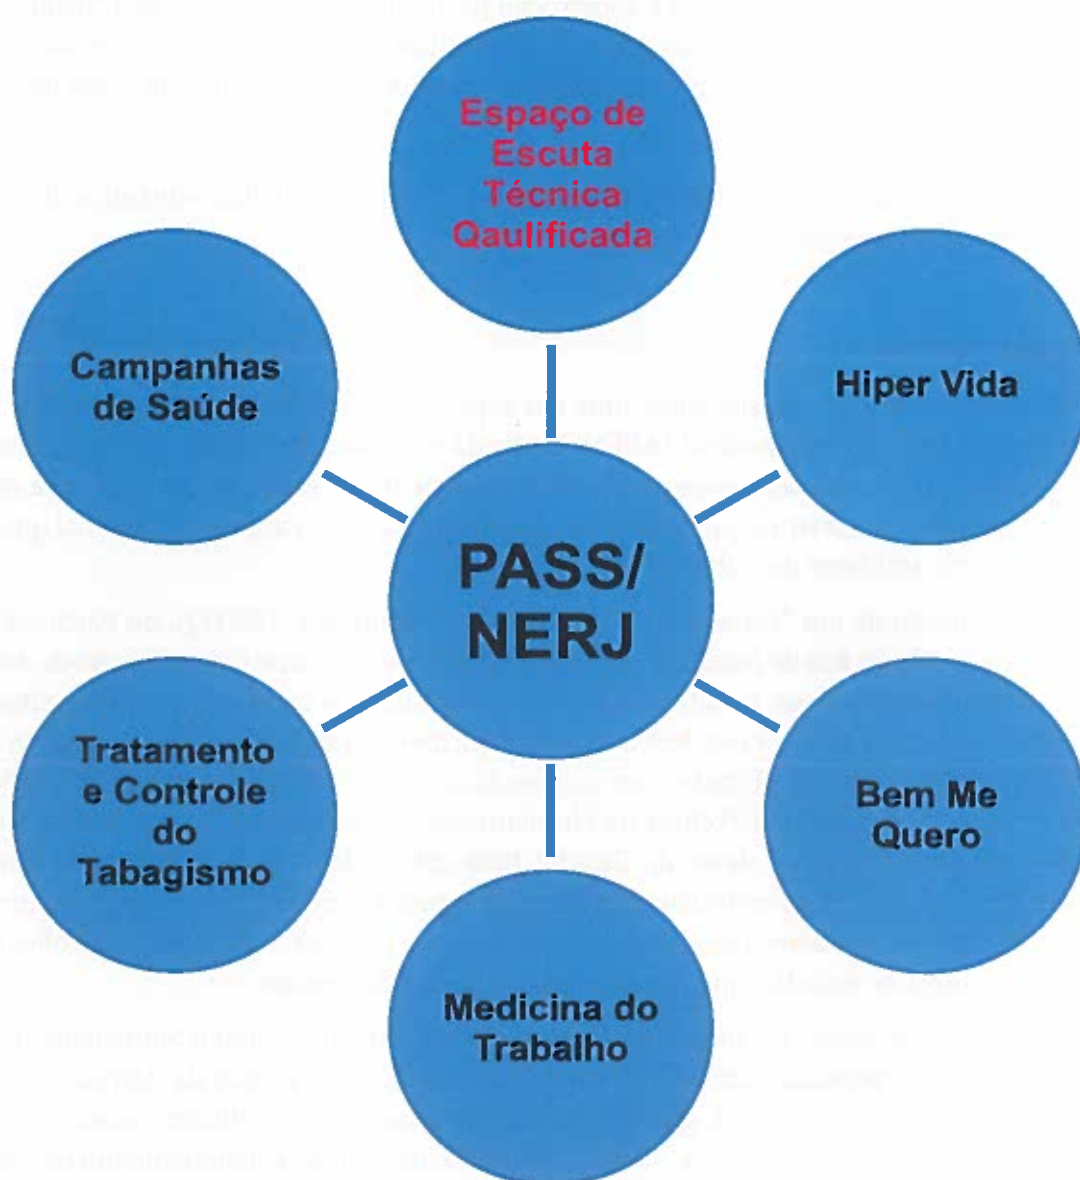 Espaço de
Escuta
Técnica
Qaulificada
Campanhas
de Saúde
Hiper Vida
PASS/
NERJ
Tratamento
e Controle
do
Tabagismo
Bem Me
Quero
Medicina do
Trabalho